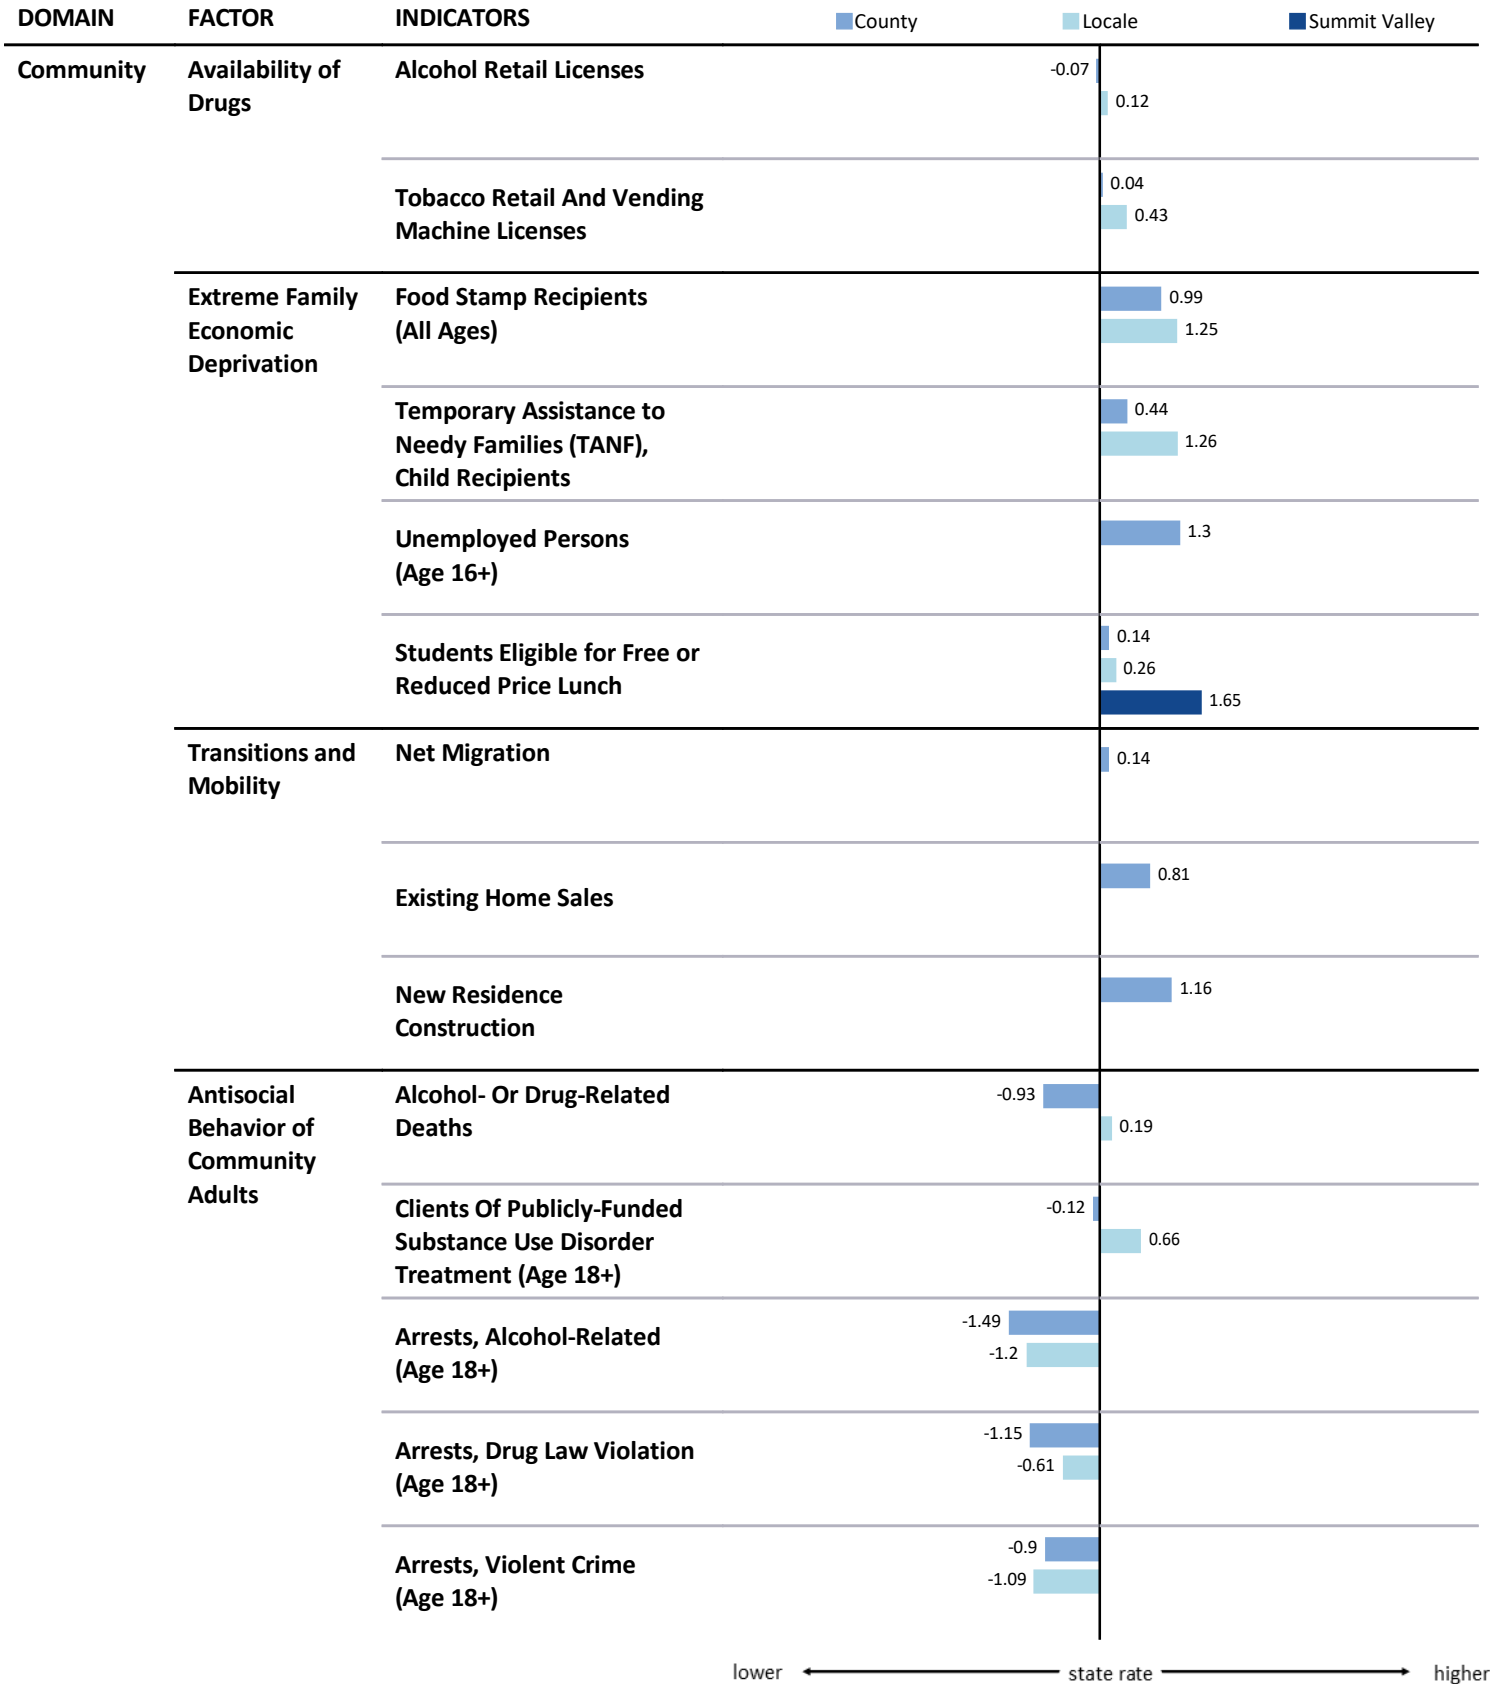 DOMAIN FACTOR INDICATORS County Locale Summit Valley
Community Availability of Drugs Alcohol Retail Licenses -0.07
0.12
Tobacco Retail And Vending 0.04
Machine Licenses 0.43
Extreme Family Food Stamp Recipients 0.99
Economic (All Ages) 1.25
Deprivation
Temporary Assistance to 0.44
Needy Families (TANF), 1.26
Child Recipients
Unemployed Persons 1.3
(Age 16+)
Students Eligible for Free or 0.14
Reduced Price Lunch 0.26
1.65
Transitions and Net Migration 0.14
Mobility
Existing Home Sales 0.81
New Residence 1.16
Construction
Antisocial Alcohol- Or Drug-Related -0.93
Behavior of Deaths 0.19
Community
Adults
Clients Of Publicly-Funded -0.12
Substance Use Disorder 0.66
Treatment (Age 18+)
Arrests, Alcohol-Related -1.49
(Age 18+) -1.2
Arrests, Drug Law Violation -1.15
(Age 18+) -0.61
Arrests, Violent Crime -0.9
(Age 18+) -1.09
lower state rate higher